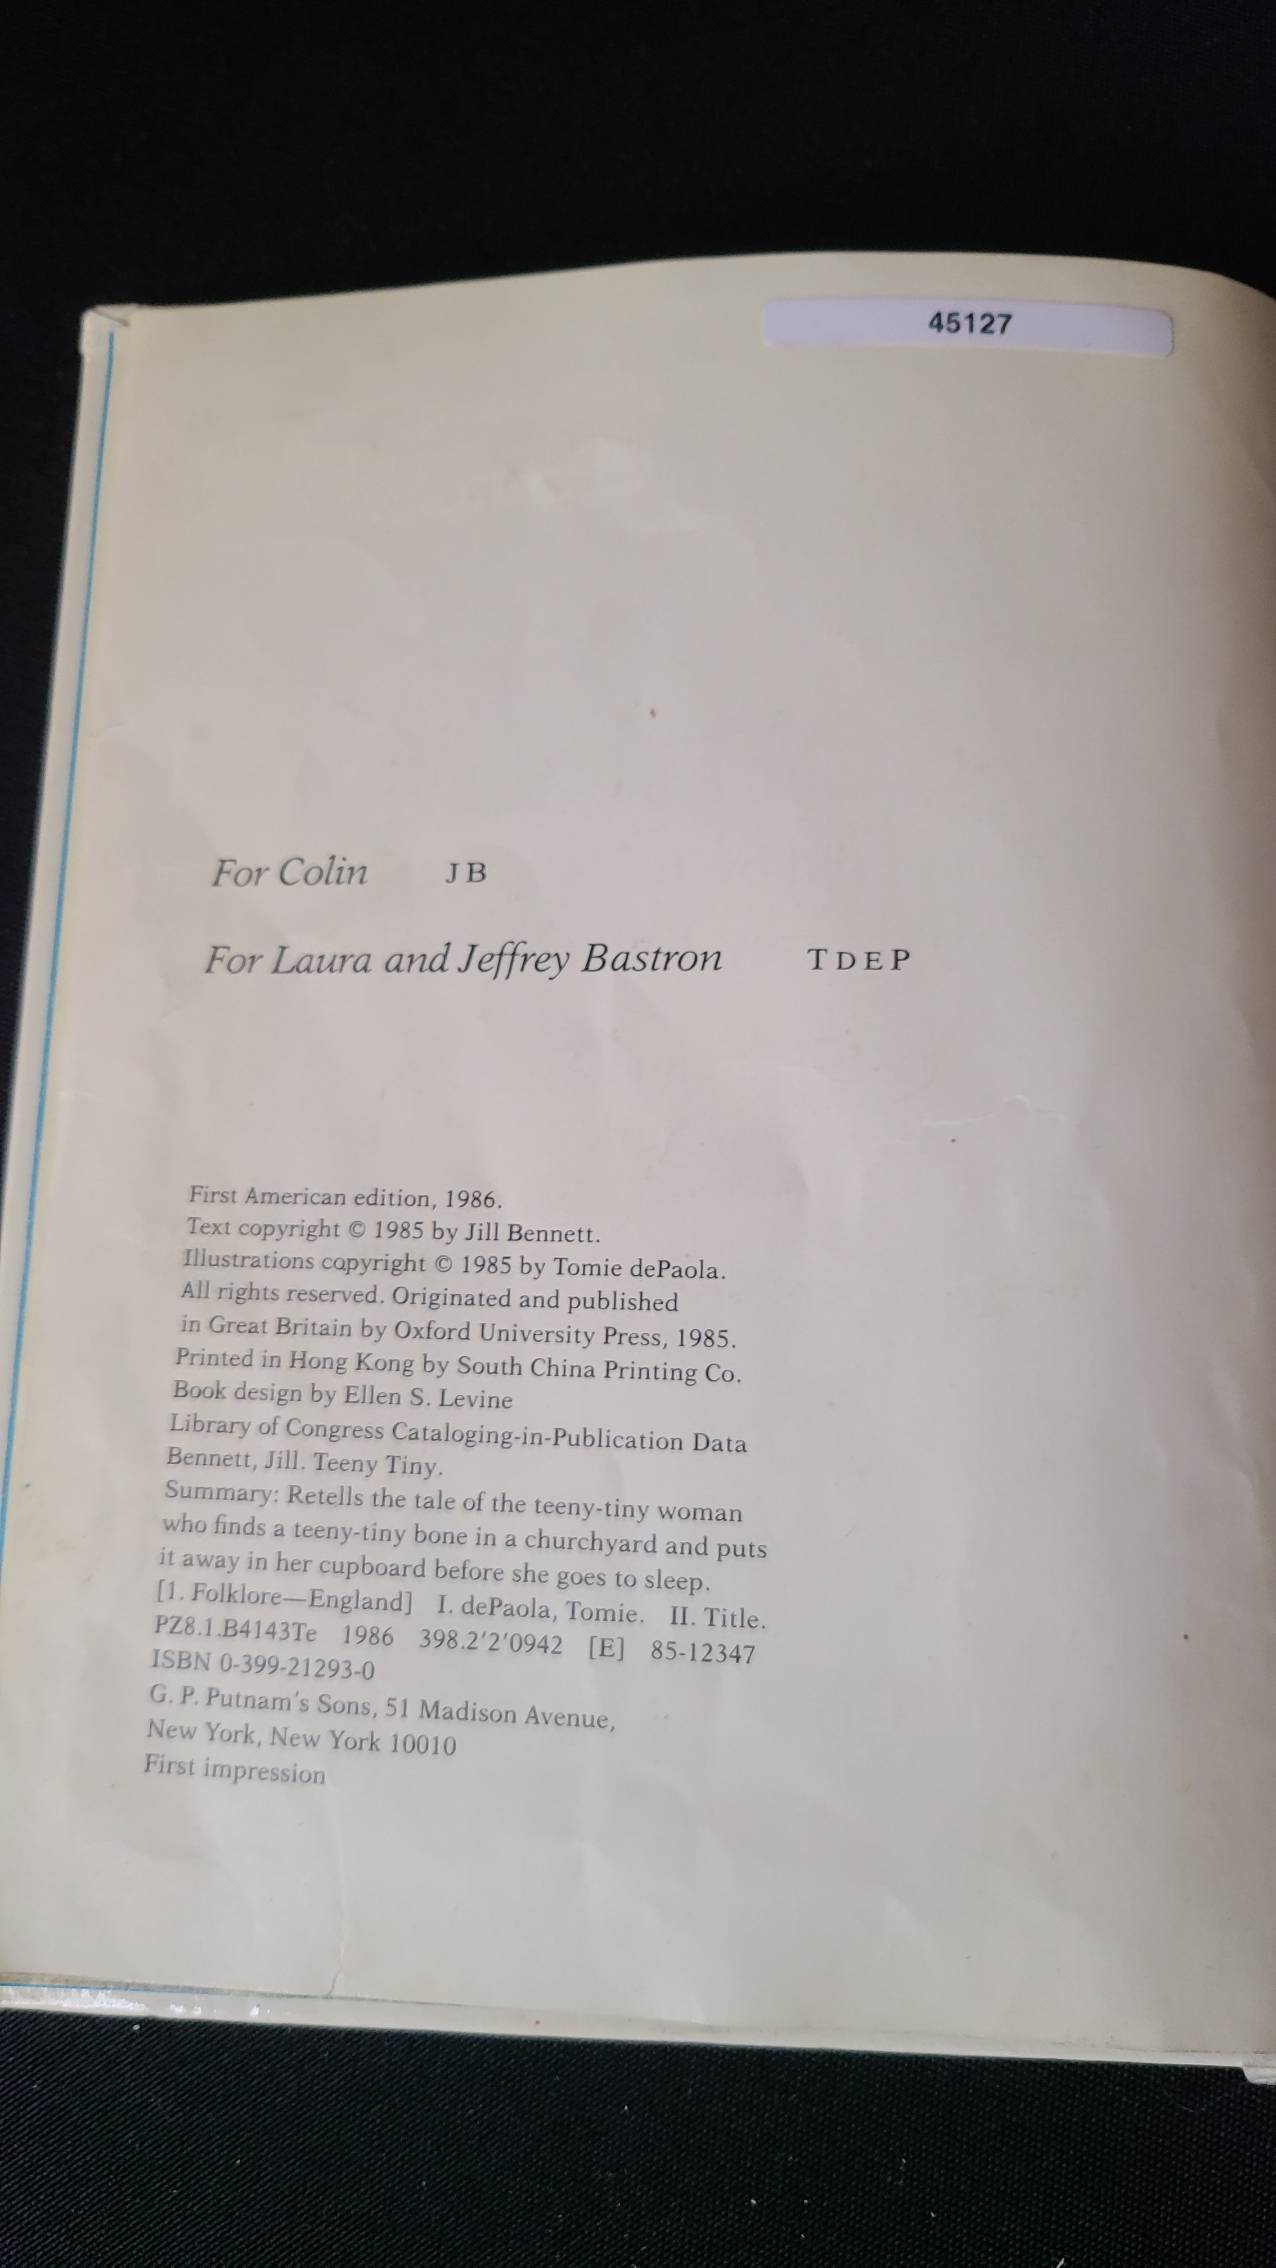 45127
For Colin JB
For Laura and Jeffrey Bastron TDEP
First American edition, 1986.
Text copyright © 1985 by Jill Bennett.
Illustrations copyright © 1985 by Tomie dePaola.
All rights reserved. Originated and published
in Great Britain by Oxford University Press, 1985.
Printed in Hong Kong by South China Printing Co.
Book design by Ellen S. Levine
Library of Congress Cataloging-in-Publication Data
Bennett, Jill. Teeny Tiny.
Summary: Retells the tale of the teeny-tiny woman
who finds a teeny-tiny bone in a churchyard and puts
it away in her cupboard before she goes to sleep.
[1. Folklore—England] I. dePaola, Tomie. II. Title.
PZ8.1.B4143Te 1986 398.2'2'0942 [E] 85-12347
ISBN 0-399-21293-0
G. P. Putnam's Sons, 51 Madison Avenue,
New York, New York 10010
First impression